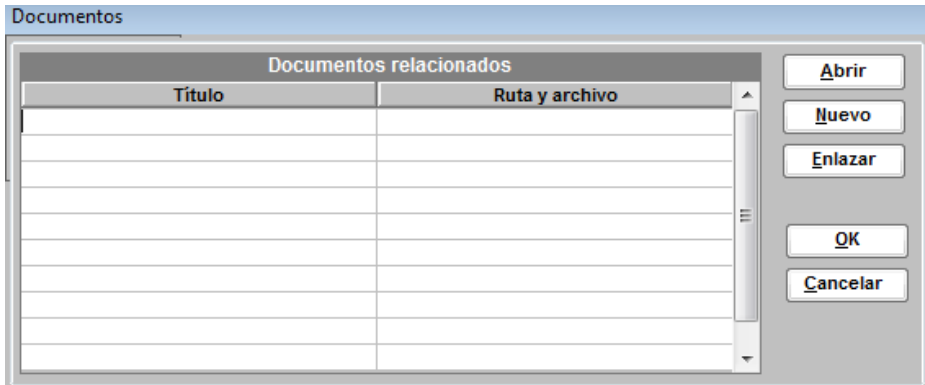 Documentos
Documentos relacionados
Título Ruta y archivo
Abrir
Nuevo
Enlazar
OK
Cancelar